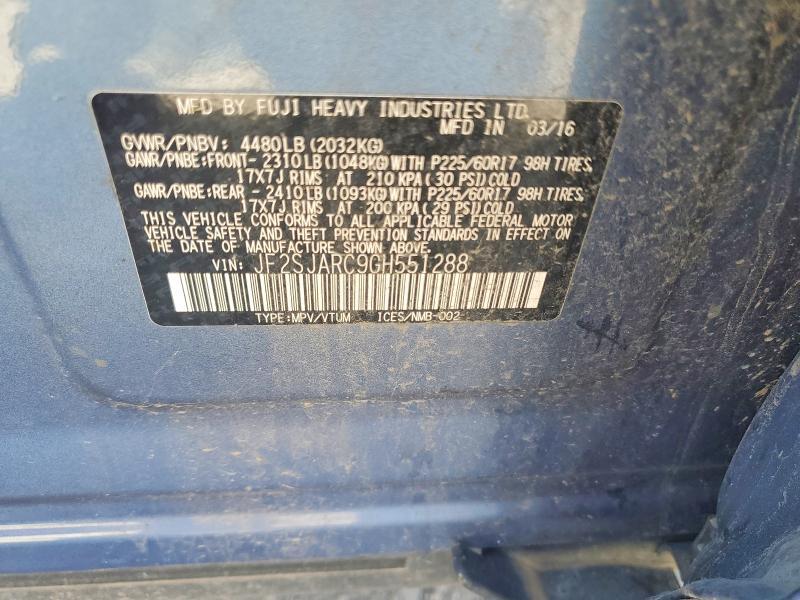 MFD BY FUJI HEAVY INDUSTRIES LTD.
MFD IN 03/16
GVWR/PNBV: 4480LB (2032KG)
GAWR/PNBE:FRONT- 2310LB (1048KG)WITH P225/60R17 98H TIRES,
17X7J RIMS AT 210 KPA (30 PSI)COLD
GAWR/PNBE:REAR -2410LB (1093KG)WITH P225/60R17 98H TIRES,
17X7J RIMS AT 200 KPA (29 PSI)COLD.
THIS VEHICLE CONFORMS TO ALL APPLICABLE FEDERAL MOTOR
VEHICLE SAFETY AND THEFT PREVENTION STANDARDS IN EFFECT ON
THE DATE OF MANUFACTURE SHOWN ABOVE.
VIN: JF2SJARC9GH551288
TYPE:MPV/VTUM ICES/NMB-002